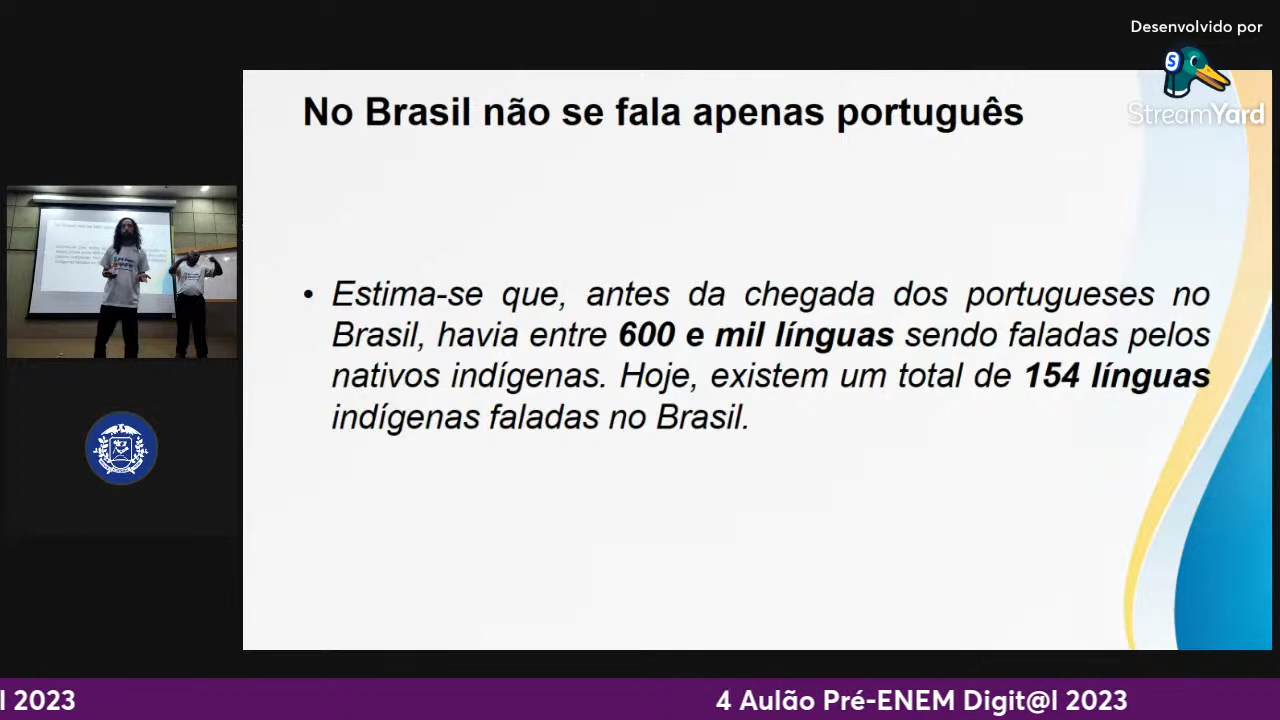 Desenvolvido por
StreamYard
No Brasil não se fala apenas português
• Estima-se que, antes da chegada dos portugueses no
Brasil, havia entre 600 e mil línguas sendo faladas pelos
nativos indígenas. Hoje, existem um total de 154 línguas
indígenas faladas no Brasil.
l 2023
4 Aulão Pré-ENEM Digit@l 2023